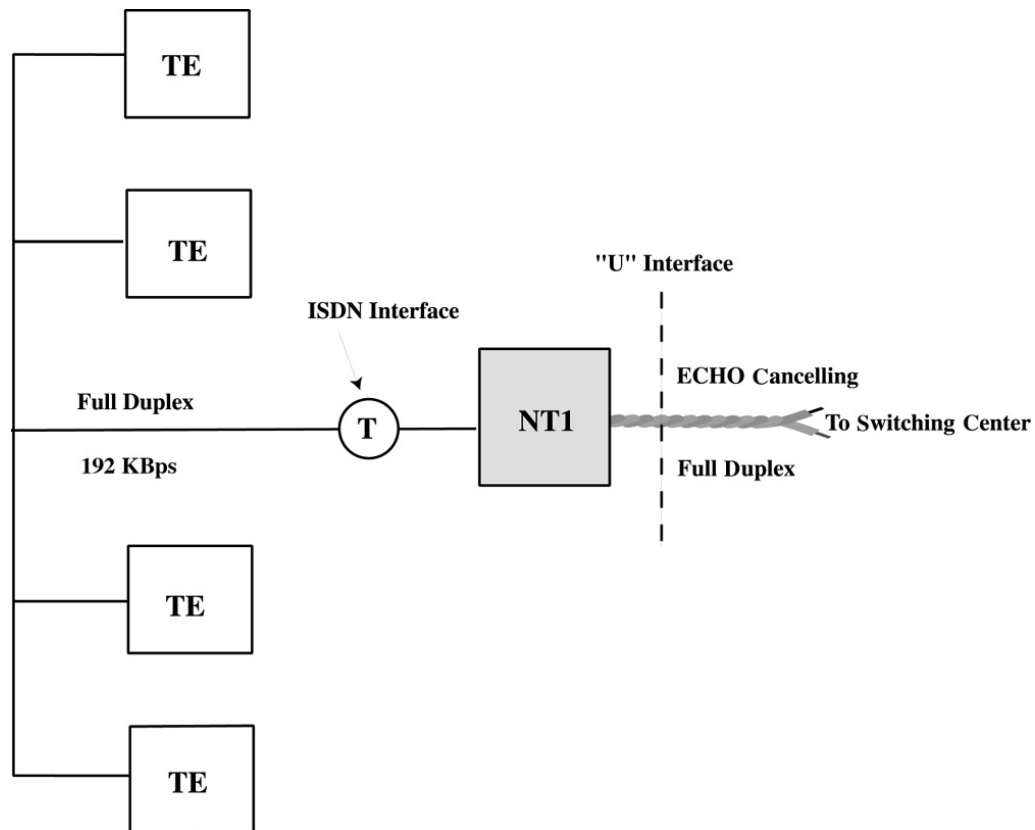 TE
TE
"U" Interface
ISDN Interface
ECHO Cancelling
Full Duplex
T
NT1
To Switching Center
192 KBps
Full Duplex
TE
TE